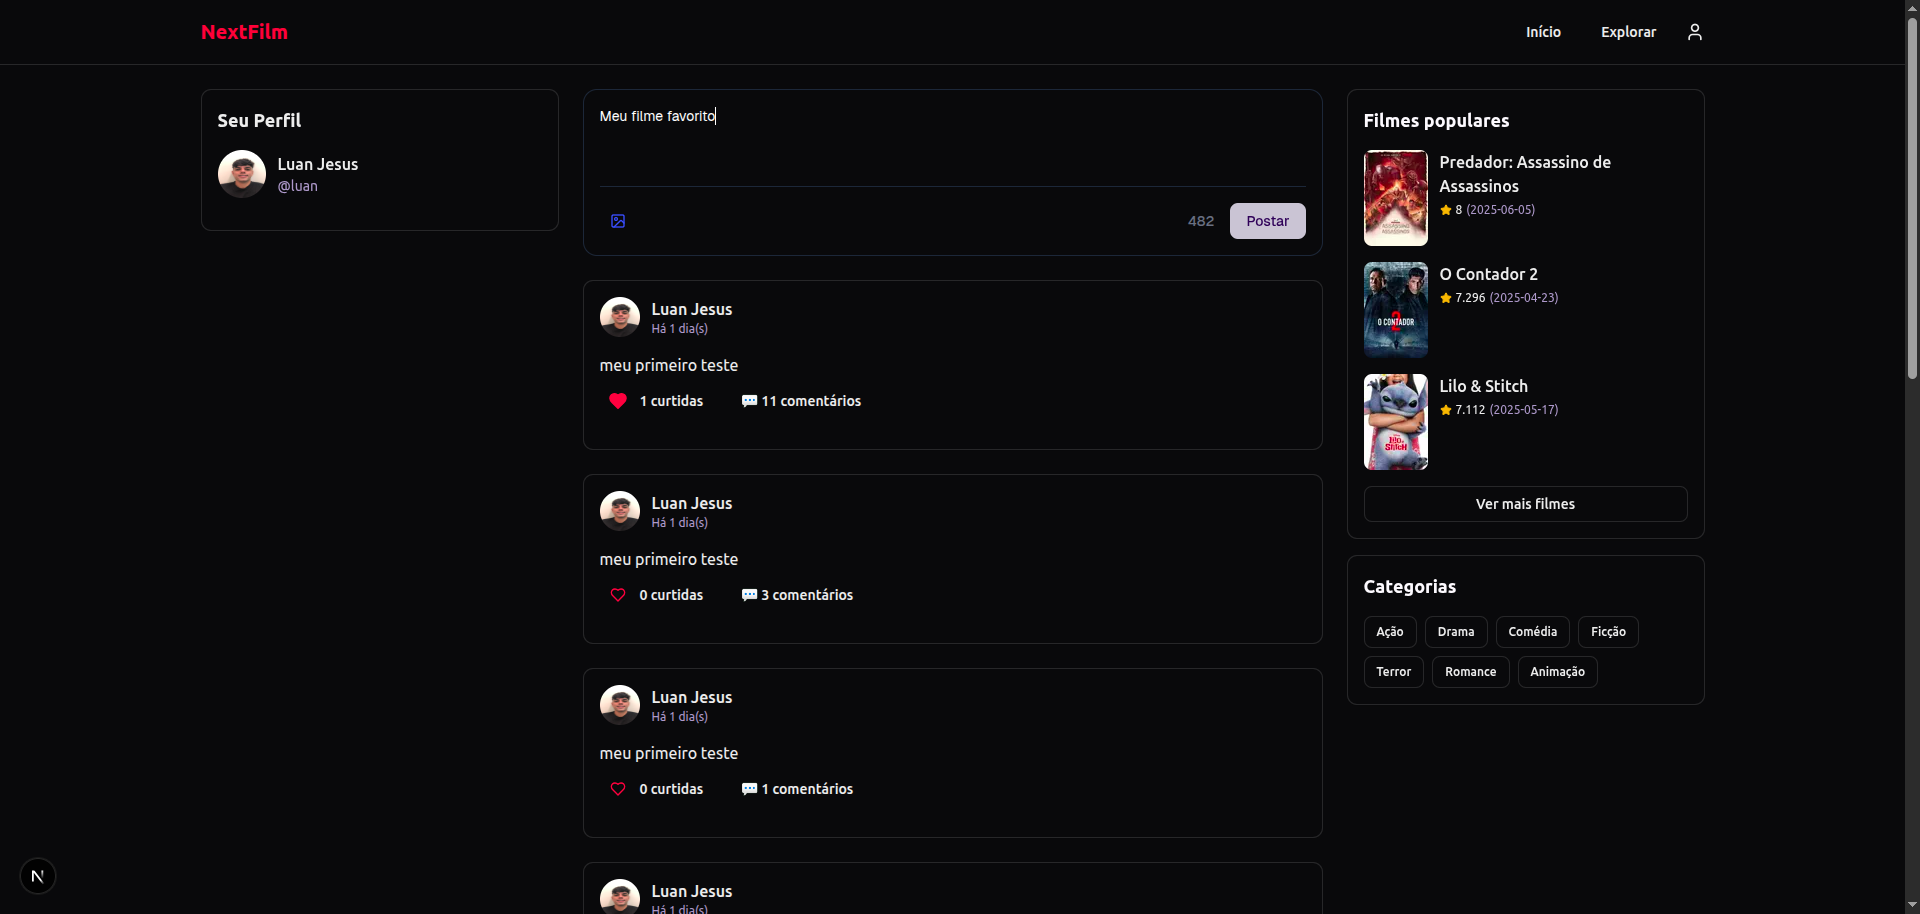 NextFilm
Início
Explorar
Seu Perfil
Luan Jesus
@luan
Meu filme favorito
482
Postar
Luan Jesus
Há 1 dia(s)
meu primeiro teste
1 curtidas
💬 11 comentários
Luan Jesus
Há 1 dia(s)
meu primeiro teste
0 curtidas
💬 3 comentários
Luan Jesus
Há 1 dia(s)
meu primeiro teste
0 curtidas
💬 1 comentários
Luan Jesus
Há 1 dia(s)
Filmes populares
Predador: Assassino de
Assassinos
8 (2025-06-05)
O CONTADOR
2
O Contador 2
7.296 (2025-04-23)
Lilo &
Stitch
Lilo & Stitch
7.112 (2025-05-17)
Ver mais filmes
Categorias
Ação
Drama
Comédia
Ficção
Terror
Romance
Animação
N